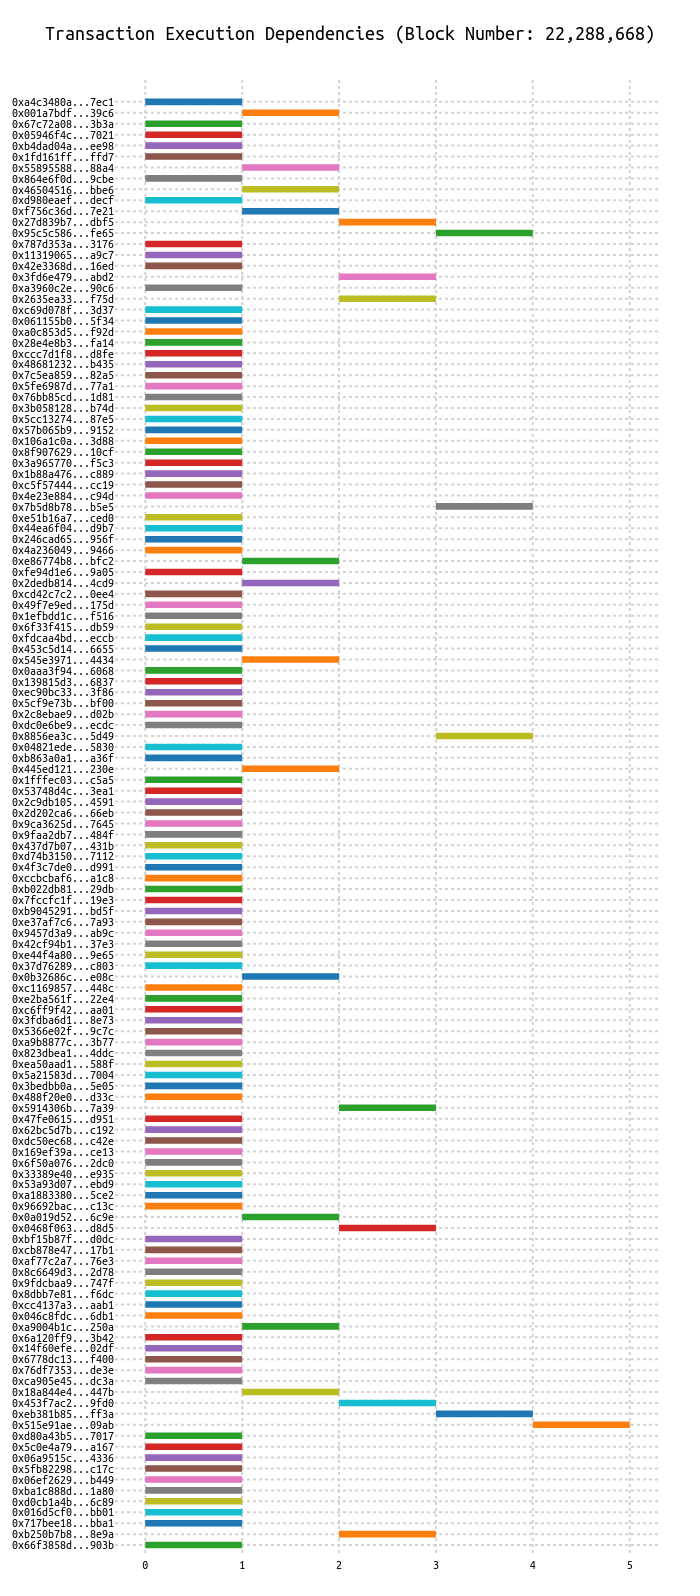 Transaction Execution Dependencies (Block Number: 22,288,668)
0xa4c3480a...7ec1
0x001a7bdf...39c6
0x67c72a08...3b3a
0x05946f4c...7021
0xb4dad04a...ee98
0x1fd161ff...ffd7
0x55895588...88a4
0x864e6f0d...9cbe
0x46504516...bbe6
0xd980eaef...decf
0xf756c36d...7e21
0x27d839b7...dbf5
0x95c5c586...fe65
0x787d353a...3176
0x11319065...a9c7
0x42e3368d...16ed
0x3fd6e479...abd2
0xa3960c2e...90c6
0x2635ea33...f75d
0xc69d078f...3d37
0x061155b0...5f34
0xa0c853d5...f92d
0x28e4e8b3...fa14
0xccc7d1f8...d8fe
0x48681232...b435
0x7c5ea859...82a5
0x5fe6987d...77a1
0x76bb85cd...1d81
0x3b058128...b74d
0x5cc13274...87e5
0x57b065b9...9152
0x106a1c0a...3d88
0x8f907629...10cf
0x3a965770...f5c3
0x1b88a476...c889
0xc5f57444...cc19
0x4e23e884...c94d
0x7b5d8b78...b5e5
0xe51b16a7...ced0
0x44ea6f04...d9b7
0x246cad65...956f
0x4a236049...9466
0xe86774b8...bfc2
0xfe94d1e6...9a05
0x2dedb814...4cd9
0xcd42c7c2...0ee4
0x49f7e9ed...175d
0x1efbdd1c...f516
0x6f33f415...db59
0xfdcaa4bd...eccb
0x453c5d14...6655
0x545e3971...4434
0x0aaa3f94...6068
0x139815d3...6837
0xec90bc33...3f86
0x5cf9e73b...bf00
0x2c8ebae9...d02b
0xdc0e6be9...ecdc
0x8856ea3c...5d49
0x04821ede...5830
0xb863a0a1...a36f
0x445ed121...230e
0x1fffec03...c5a5
0x53748d4c...3ea1
0x2c9db105...4591
0x2d202ca6...66eb
0x9ca3625d...7645
0x9faa2db7...484f
0x437d7b07...431b
0xd74b3150...7112
0x4f3c7de0...d991
0xccbcbaf6...a1c8
0xb022db81...29db
0x7fccfc1f...19e3
0xb9045291...bd5f
0xe37af7c6...7a93
0x9457d3a9...ab9c
0x42cf94b1...37e3
0xe44f4a80...9e65
0x37d76289...c803
0x0b32686c...e08c
0xc1169857...448c
0xe2ba561f...22e4
0xc6ff9f42...aa01
0x3fdba6d1...8e73
0x5366e02f...9c7c
0xa9b8877c...3b77
0x823dbea1...4ddc
0xea50aad1...588f
0x5a21583d...7004
0x3bedbb0a...5e05
0x488f20e0...d33c
0x5914306b...7a39
0x47fe0615...d951
0x62bc5d7b...c192
0xdc50ec68...c42e
0x169ef39a...ce13
0x6f50a076...2dc0
0x33389e40...e935
0x53a93d07...ebd9
0xa1883380...5ce2
0x96692bac...c13c
0x0a019d52...6c9e
0x0468f063...d8d5
0xbf15b87f...d0dc
0xcb878e47...17b1
0xaf77c2a7...76e3
0x8c6649d3...2d78
0x9fdcbaa9...747f
0x8dbb7e81...f6dc
0xcc4137a3...aab1
0x046c8fdc...6db1
0xa9004b1c...250a
0x6a120ff9...3b42
0x14f60efe...02df
0x6778dc13...f400
0x76df7353...de3e
0xca905e45...dc3a
0x18a844e4...447b
0x453f7ac2...9fd0
0xeb381b85...ff3a
0x515e91ae...09ab
0xd80a43b5...7017
0x5c0e4a79...a167
0x06a9515c...4336
0x5fb82298...c17c
0x06ef2629...b449
0xba1c888d...1a80
0xd0cb1a4b...6c89
0x016d5cf0...bb01
0x717bee18...bba1
0xb250b7b8...8e9a
0x66f3858d...903b
0 1 2 3 4 5